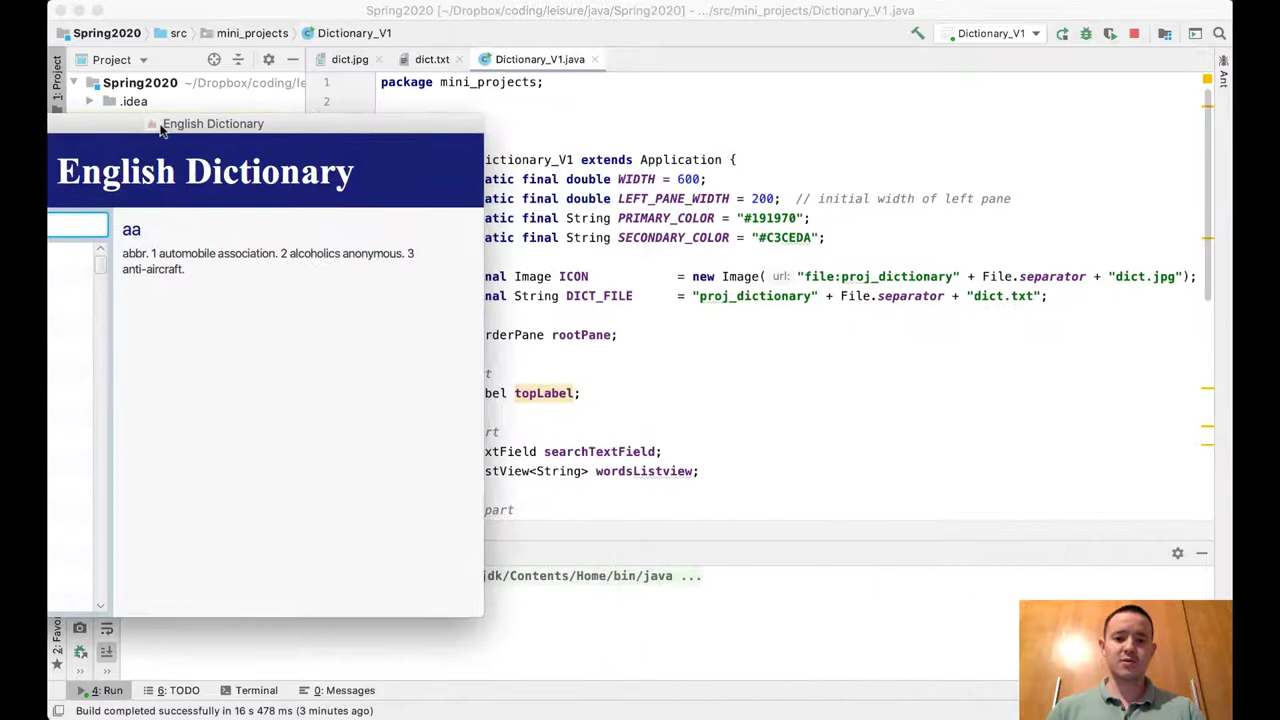 Spring2020 [~/Dropbox/coding/leisure/java/Spring2020] - .../src/mini_projects/Dictionary_V1.java
Spring2020 src mini_projects Dictionary_V1 Dictionary_V1
1: Project Project dict.jpg dict.txt Dictionary_V1.java Ant
Spring2020 ~/Dropbox/coding/le 1 package mini_projects;
.idea 2
English Dictionary
English Dictionary
aa
abbr. 1 automobile association. 2 alcoholics anonymous. 3
anti-aircraft.
ictionary_V1 extends Application {
atic final double WIDTH = 600;
atic final double LEFT_PANE_WIDTH = 200; // initial width of left pane
atic final String PRIMARY_COLOR = "#191970";
atic final String SECONDARY_COLOR = "#C3CEDA";
nal Image ICON = new Image( url: "file:proj_dictionary" + File.separator + "dict.jpg");
nal String DICT_FILE = "proj_dictionary" + File.separator + "dict.txt";
rderPane rootPane;
t
bel topLabel;
rt
xtField searchTextField;
stView<String> wordsListview;
part
jdk/Contents/Home/bin/java ...
2: Favor
4: Run 6: TODO Terminal 0: Messages
Build completed successfully in 16 s 478 ms (3 minutes ago)